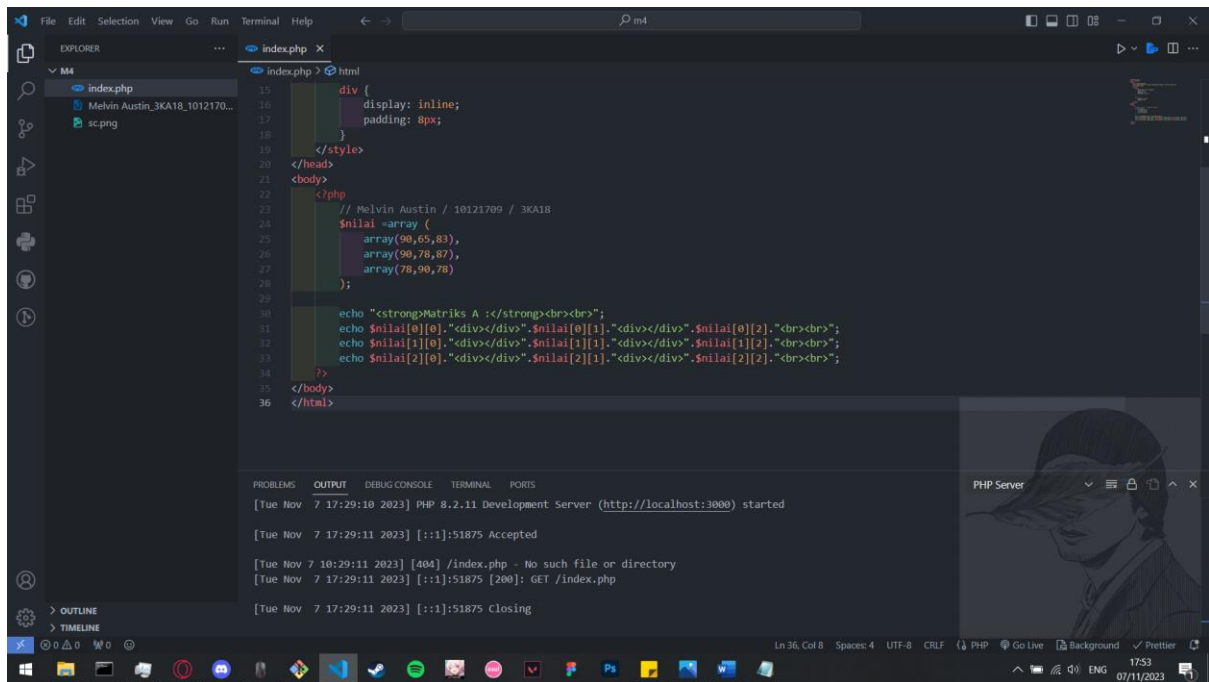 File Edit Selection View Go Run Terminal Help
m4
EXPLORER
index.php
M4
index.php > html
index.php
Melvin Austin_3KA18_1012170...
sc.png
15 div {
16 display: inline;
17 padding: 8px;
18 }
19 </style>
20 </head>
21 <body>
22 <?php
23 // Melvin Austin / 10121709 / 3KA18
24 $nilai =array (
25 array(90,65,83),
26 array(90,78,87),
27 array(78,90,78)
28 );
29
30 echo "<strong>Matriks A :</strong><br><br>";
31 echo $nilai[0][0]."<div></div>".$nilai[0][1]."<div></div>".$nilai[0][2]."<br><br>";
32 echo $nilai[1][0]."<div></div>".$nilai[1][1]."<div></div>".$nilai[1][2]."<br><br>";
33 echo $nilai[2][0]."<div></div>".$nilai[2][1]."<div></div>".$nilai[2][2]."<br><br>";
34 ?>
35 </body>
36 </html>
PROBLEMS OUTPUT DEBUG CONSOLE TERMINAL PORTS PHP Server
[Tue Nov 7 17:29:10 2023] PHP 8.2.11 Development Server (http://localhost:3000) started
[Tue Nov 7 17:29:11 2023] [::1]:51875 Accepted
[Tue Nov 7 10:29:11 2023] [404] /index.php - No such file or directory
[Tue Nov 7 17:29:11 2023] [::1]:51875 [200]: GET /index.php
[Tue Nov 7 17:29:11 2023] [::1]:51875 Closing
OUTLINE
TIMELINE
0 0 0 Ln 36, Col 8 Spaces: 4 UTF-8 CRLF PHP Go Live Background Prettier
Ps ENG 17:53
07/11/2023